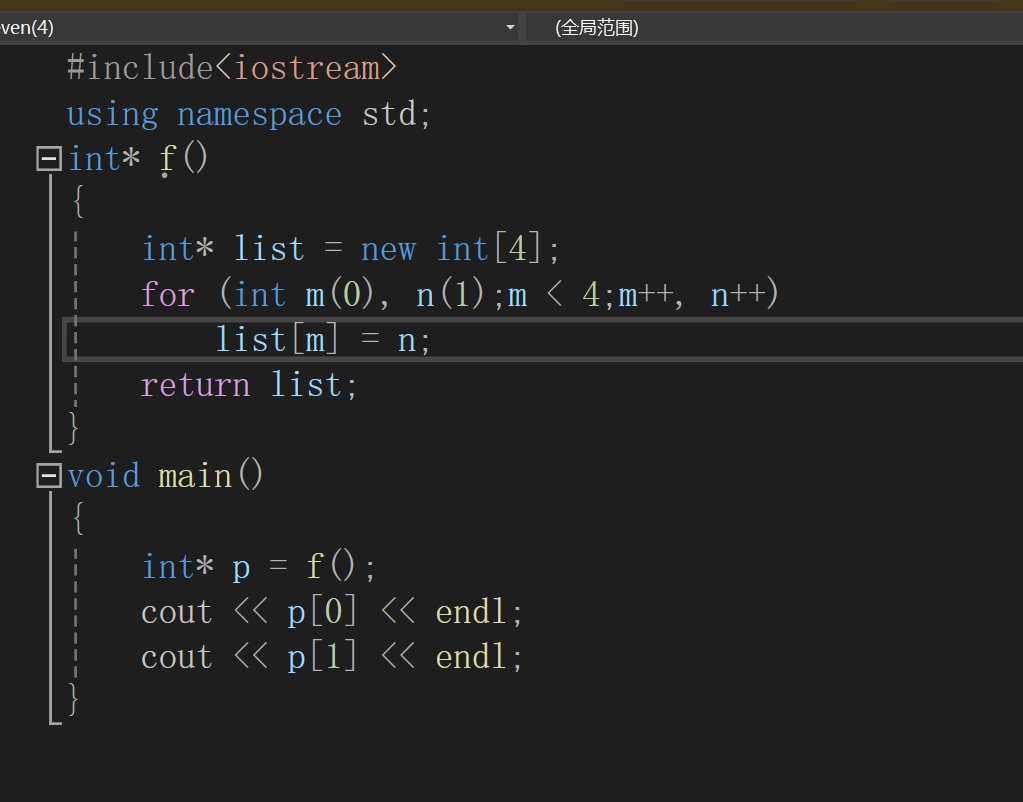 ven(4) (全局范围)
#include<iostream>
using namespace std;
int* f()
{
int* list = new int[4];
for (int m(0), n(1);m < 4;m++, n++)
list[m] = n;
return list;
}
void main()
{
int* p = f();
cout << p[0] << endl;
cout << p[1] << endl;
}